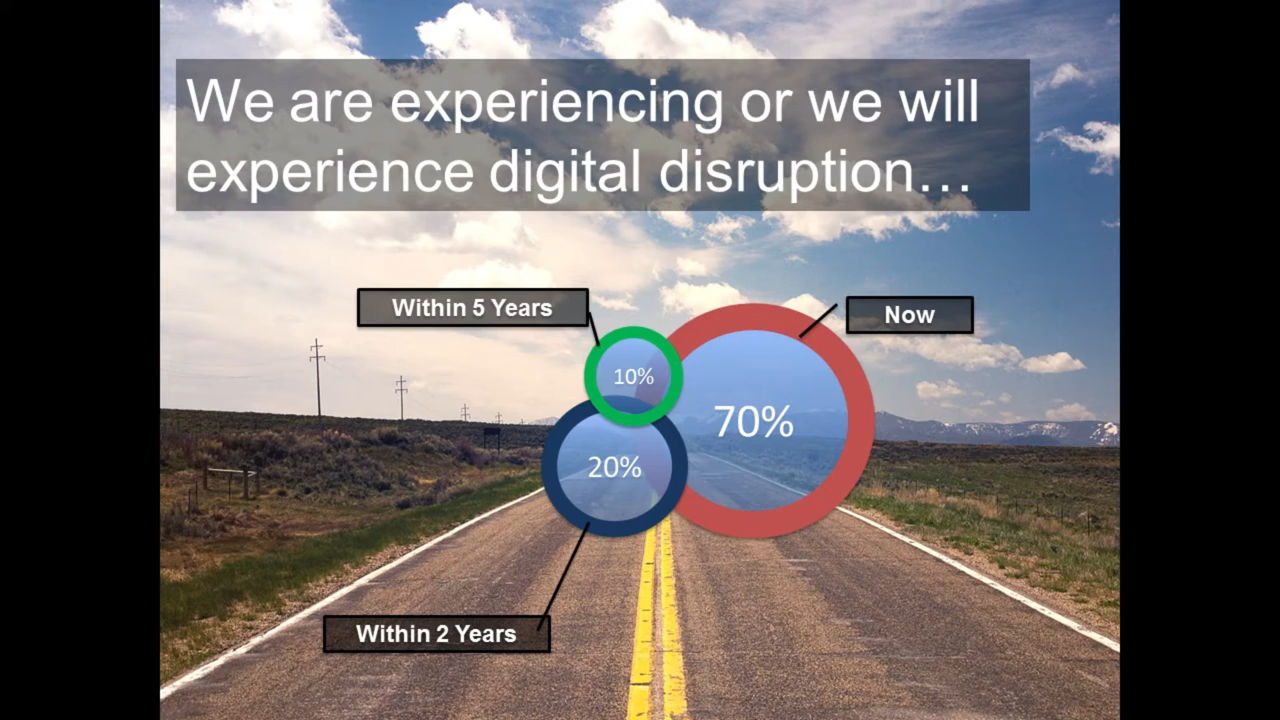 We are experiencing or we will
experience digital disruption…
Within 5 Years
Now
10%
70%
20%
Within 2 Years